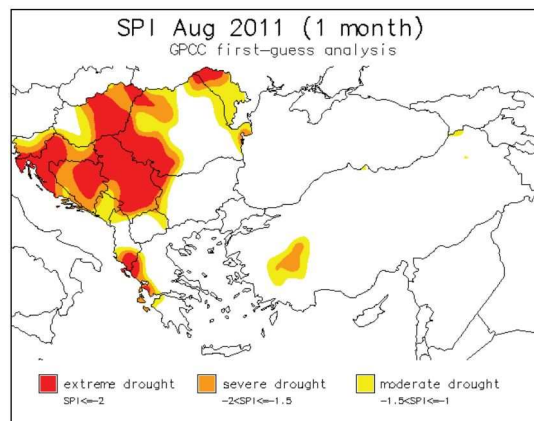 SPI Aug 2011 (1 month)
GPCC first-guess analysis
extreme drought severe drought moderate drought
SPI<=-2 -2<SPI<=-1.5 -1.5<SPI<=-1